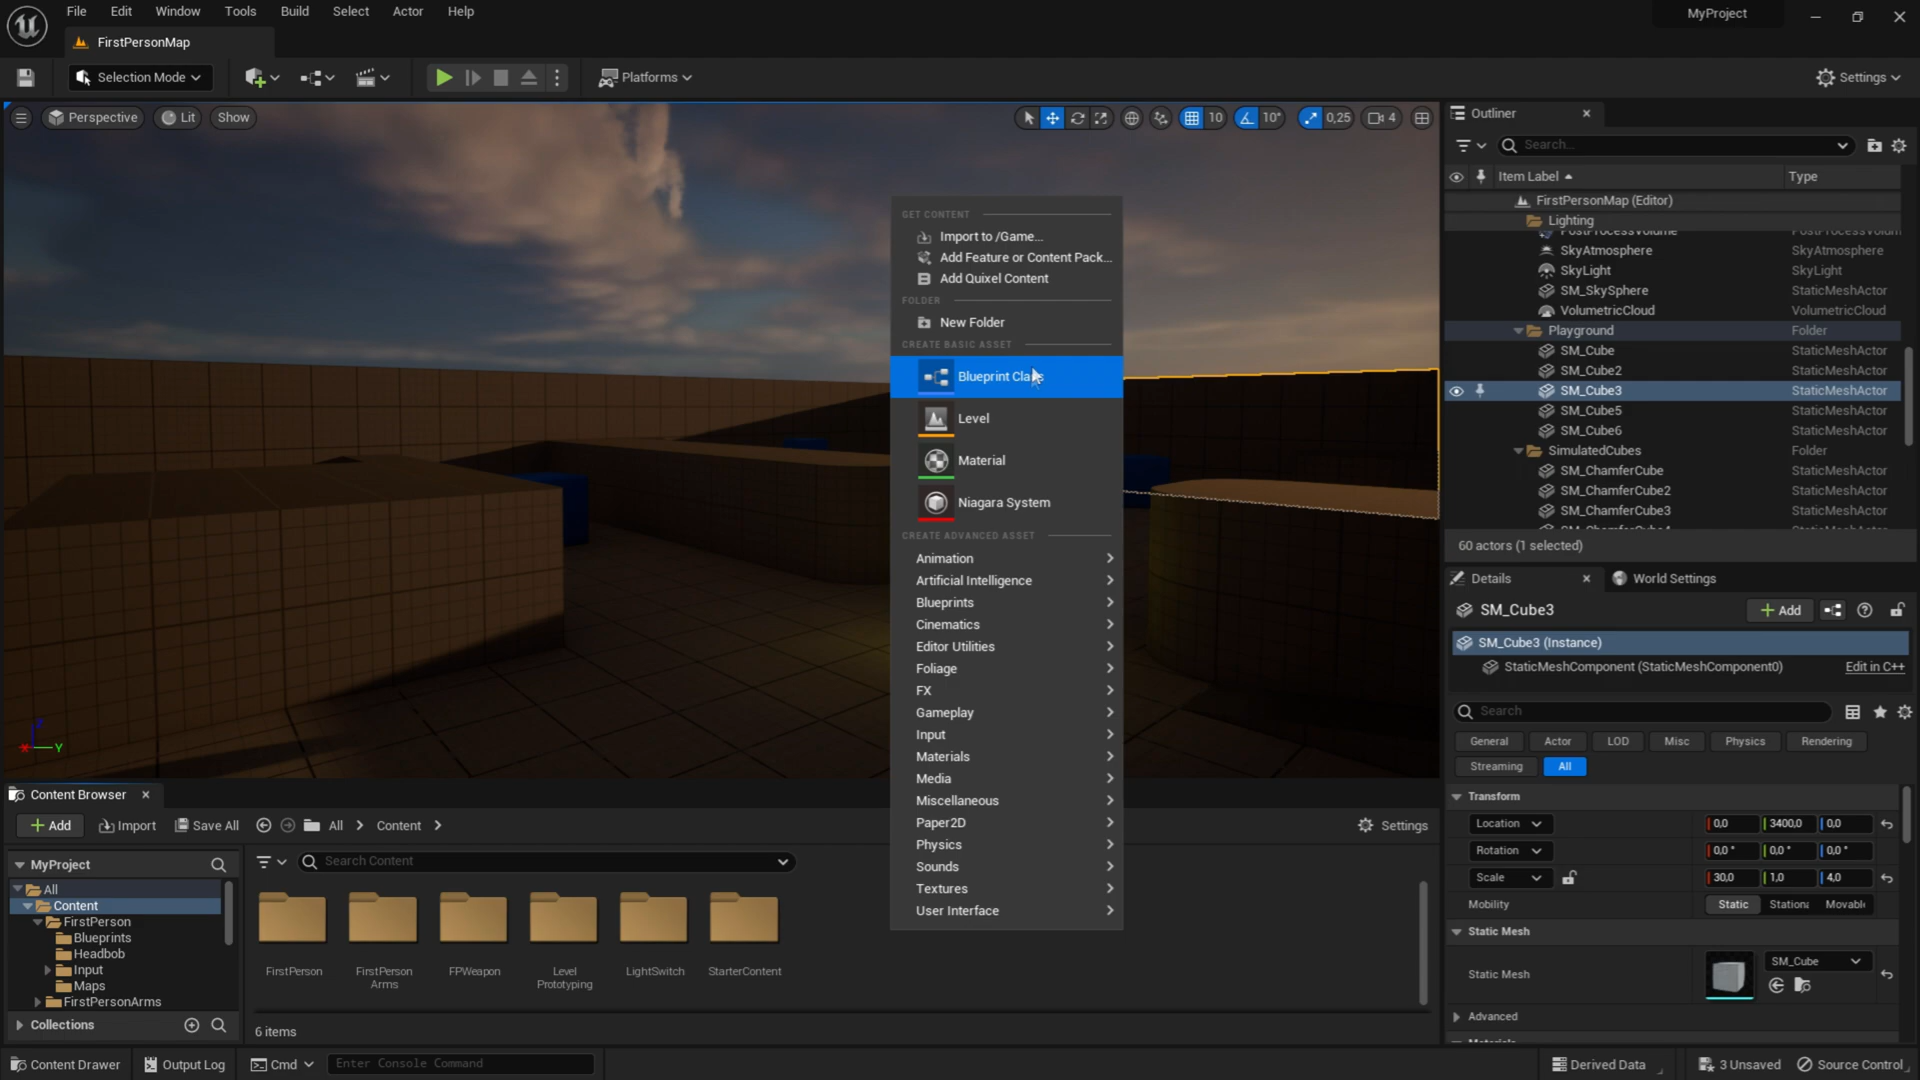 File Edit Window Tools Build Select Actor Help
MyProject
FirstPersonMap
Selection Mode
Platforms
Settings
Perspective Lit Show
10 10° 0,25 4
Outliner
Search...
Item Label Type
FirstPersonMap (Editor)
Lighting
PostProcessVolume PostProcessVolum
SkyAtmosphere SkyAtmosphere
SkyLight SkyLight
SM_SkySphere StaticMeshActor
VolumetricCloud VolumetricCloud
Playground Folder
SM_Cube StaticMeshActor
SM_Cube2 StaticMeshActor
SM_Cube3 StaticMeshActor
SM_Cube5 StaticMeshActor
SM_Cube6 StaticMeshActor
SimulatedCubes Folder
SM_ChamferCube StaticMeshActor
SM_ChamferCube2 StaticMeshActor
SM_ChamferCube3 StaticMeshActor
60 actors (1 selected)
GET CONTENT
Import to /Game...
Add Feature or Content Pack...
Add Quixel Content
FOLDER
New Folder
CREATE BASIC ASSET
Blueprint Class
Level
Material
Niagara System
CREATE ADVANCED ASSET
Animation
Artificial Intelligence
Blueprints
Cinematics
Editor Utilities
Foliage
FX
Gameplay
Input
Materials
Media
Miscellaneous
Paper2D
Physics
Sounds
Textures
User Interface
Details
World Settings
SM_Cube3
Add
SM_Cube3 (Instance)
StaticMeshComponent (StaticMeshComponent0) Edit in C++
Search
General Actor LOD Misc Physics Rendering
Streaming All
Transform
Location 0,0 3400,0 0,0
Rotation 0,0 ° 0,0 ° 0,0 °
Scale 30,0 1,0 4,0
Mobility Static Stationa Movable
Static Mesh
Static Mesh SM_Cube
Advanced
Y
Content Browser
Add Import Save All All Content
Settings
MyProject
Search Content
All
Content
FirstPerson
Blueprints
Headbob
Input
Maps
FirstPersonArms
Collections
FirstPerson
FirstPerson
Arms
FPWeapon
Level
Prototyping
LightSwitch
StarterContent
6 items
Content Drawer Output Log Cmd Enter Console Command
Derived Data 3 Unsaved Source Control